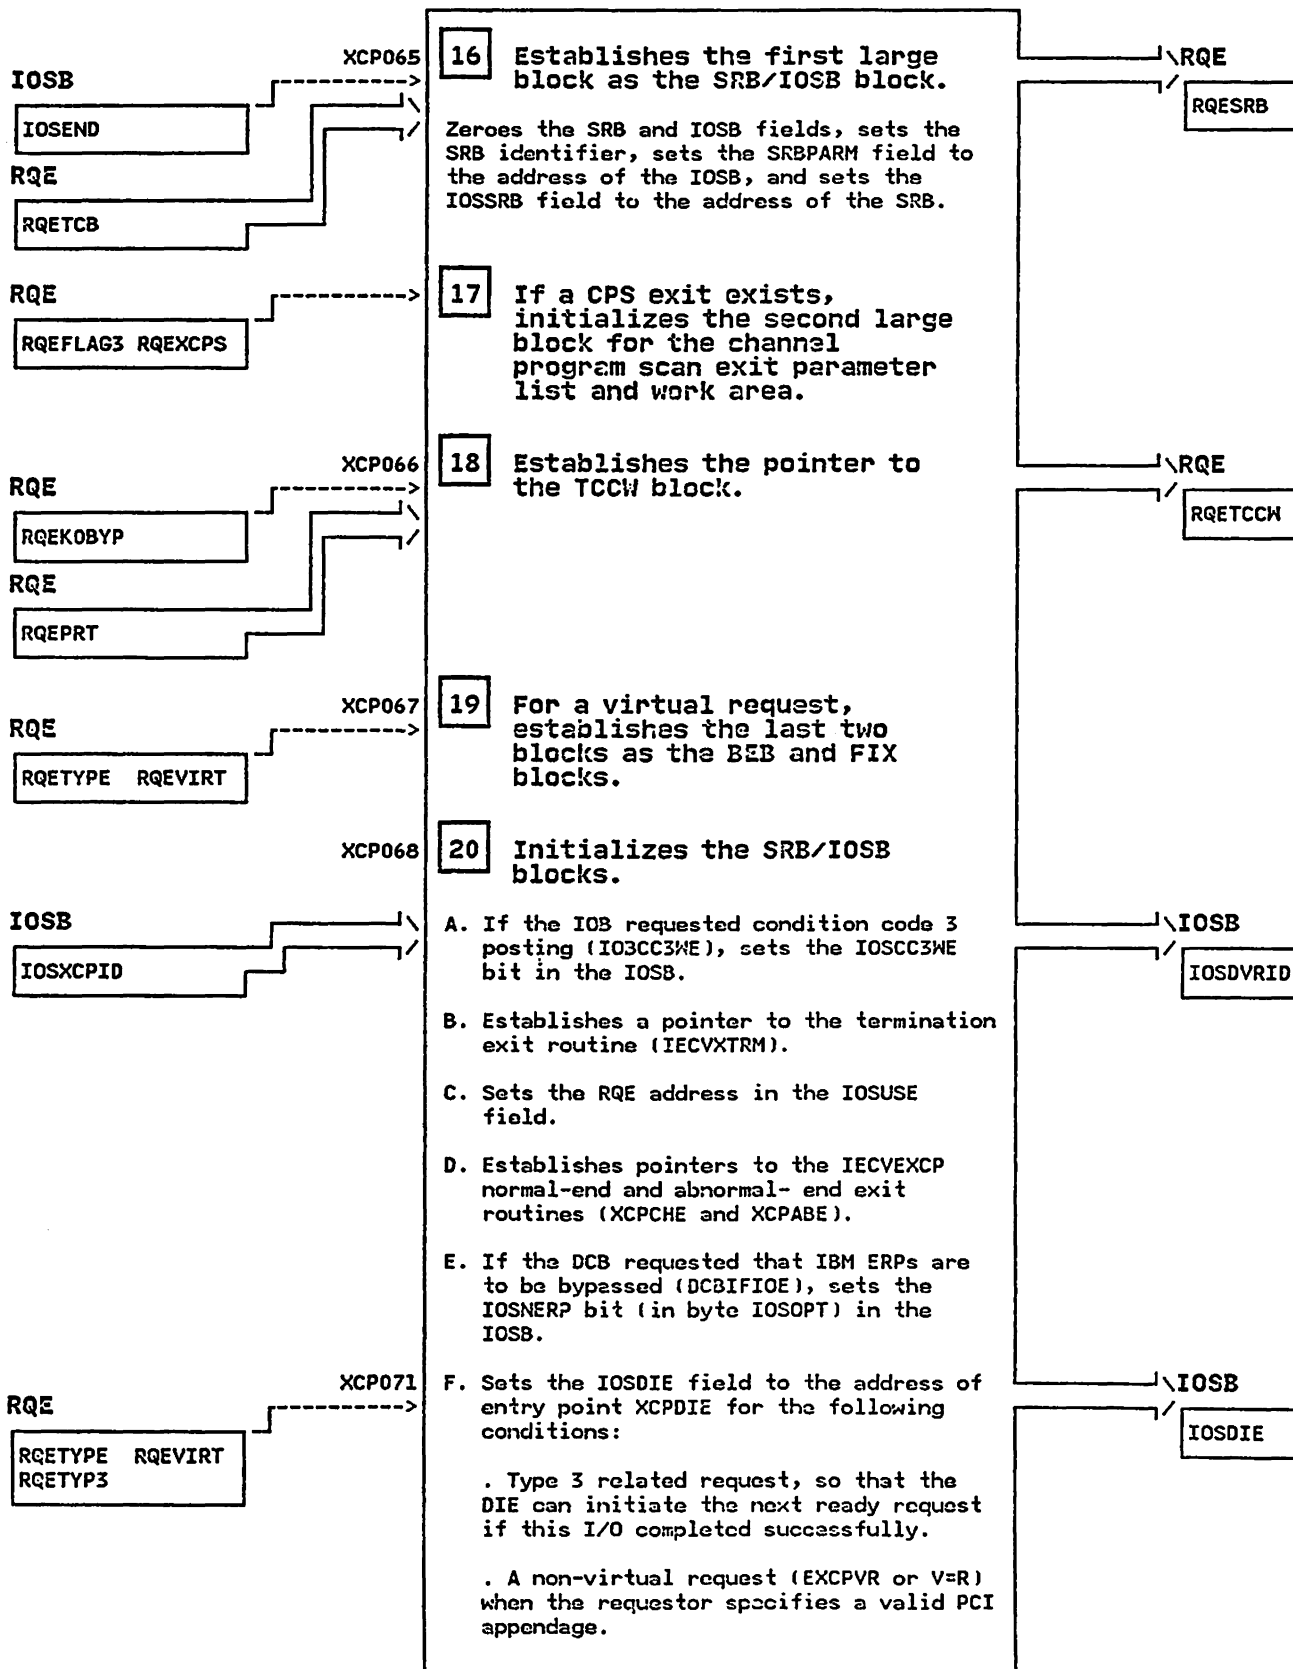 XCP065
16 Establishes the first large
block as the SRB/IOSB block.
IOSB
IOSEND
RQE
RQETCB
Zeroes the SRB and IOSB fields, sets the
SRB identifier, sets the SRBPARM field to
the address of the IOSB, and sets the
IOSSRB field to the address of the SRB.
RQE
RQESRB
RQE
RQEFLAG3 RQEXCPS
17 If a CPS exit exists,
initializes the second large
block for the channel
program scan exit parameter
list and work area.
XCP066
18 Establishes the pointer to
the TCCW block.
RQE
RQEKOBYP
RQE
RQEPRT
RQE
RQETCCW
XCP067
19 For a virtual request,
establishes the last two
blocks as the BEB and FIX
blocks.
RQE
RQETYPE RQEVIRT
XCP068
20 Initializes the SRB/IOSB
blocks.
IOSB
IOSXCPID
A. If the IOB requested condition code 3
posting (IOBCC3WE), sets the IOSCC3WE
bit in the IOSB.
IOSB
IOSDVRID
B. Establishes a pointer to the termination
exit routine (IECVXTRM).
C. Sets the RQE address in the IOSUSE
field.
D. Establishes pointers to the IECVEXCP
normal-end and abnormal- end exit
routines (XCPCHE and XCPABE).
E. If the DCB requested that IBM ERPs are
to be bypassed (DCBIFIOE), sets the
IOSNERP bit (in byte IOSOPT) in the
IOSB.
XCP071
RQE
RQETYPE RQEVIRT
RQETYP3
F. Sets the IOSDIE field to the address of
entry point XCPDIE for the following
conditions:
. Type 3 related request, so that the
DIE can initiate the next ready request
if this I/O completed successfully.
. A non-virtual request (EXCPVR or V=R)
when the requestor specifies a valid PCI
appendage.
IOSB
IOSDIE